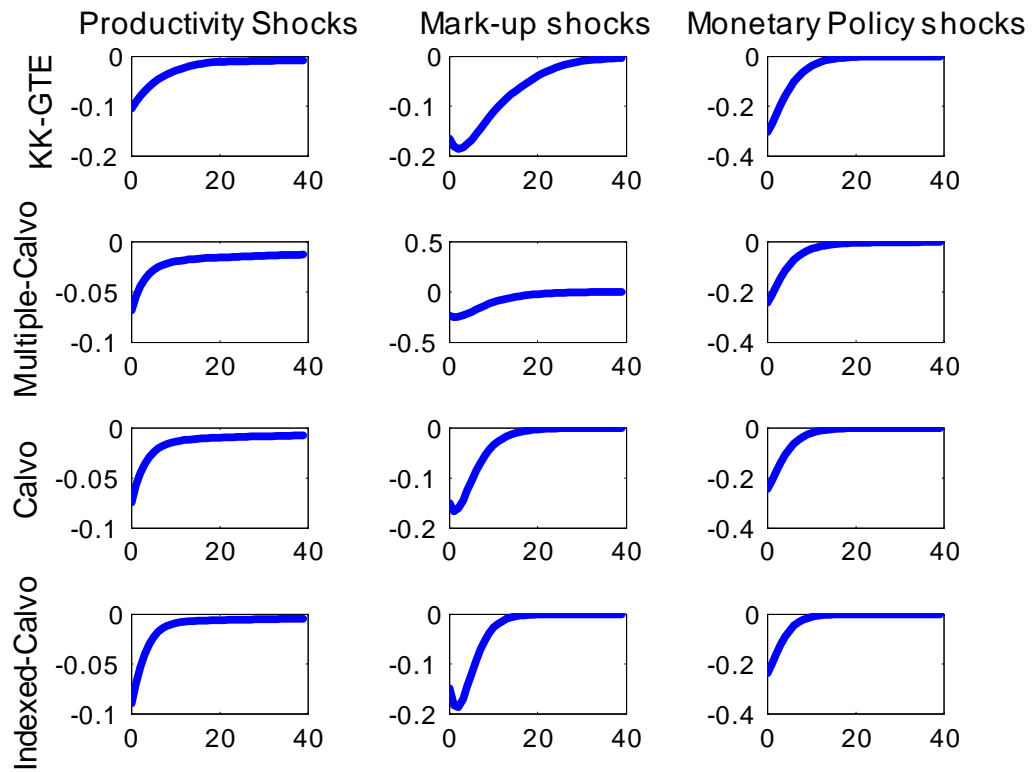 Productivity Shocks Mark-up shocks Monetary Policy shocks
KK-GTE
0 0 0
-0.1 -0.1 -0.2
-0.2 -0.2 -0.4
0 20 40 0 20 40 0 20 40
Multiple-Calvo
0 0.5 0
-0.05 0 -0.2
-0.1 -0.5 -0.4
0 20 40 0 20 40 0 20 40
Calvo
0 0 0
-0.05 -0.1 -0.2
-0.1 -0.2 -0.4
0 20 40 0 20 40 0 20 40
Indexed-Calvo
0 0 0
-0.05 -0.1 -0.2
-0.1 -0.2 -0.4
0 20 40 0 20 40 0 20 40